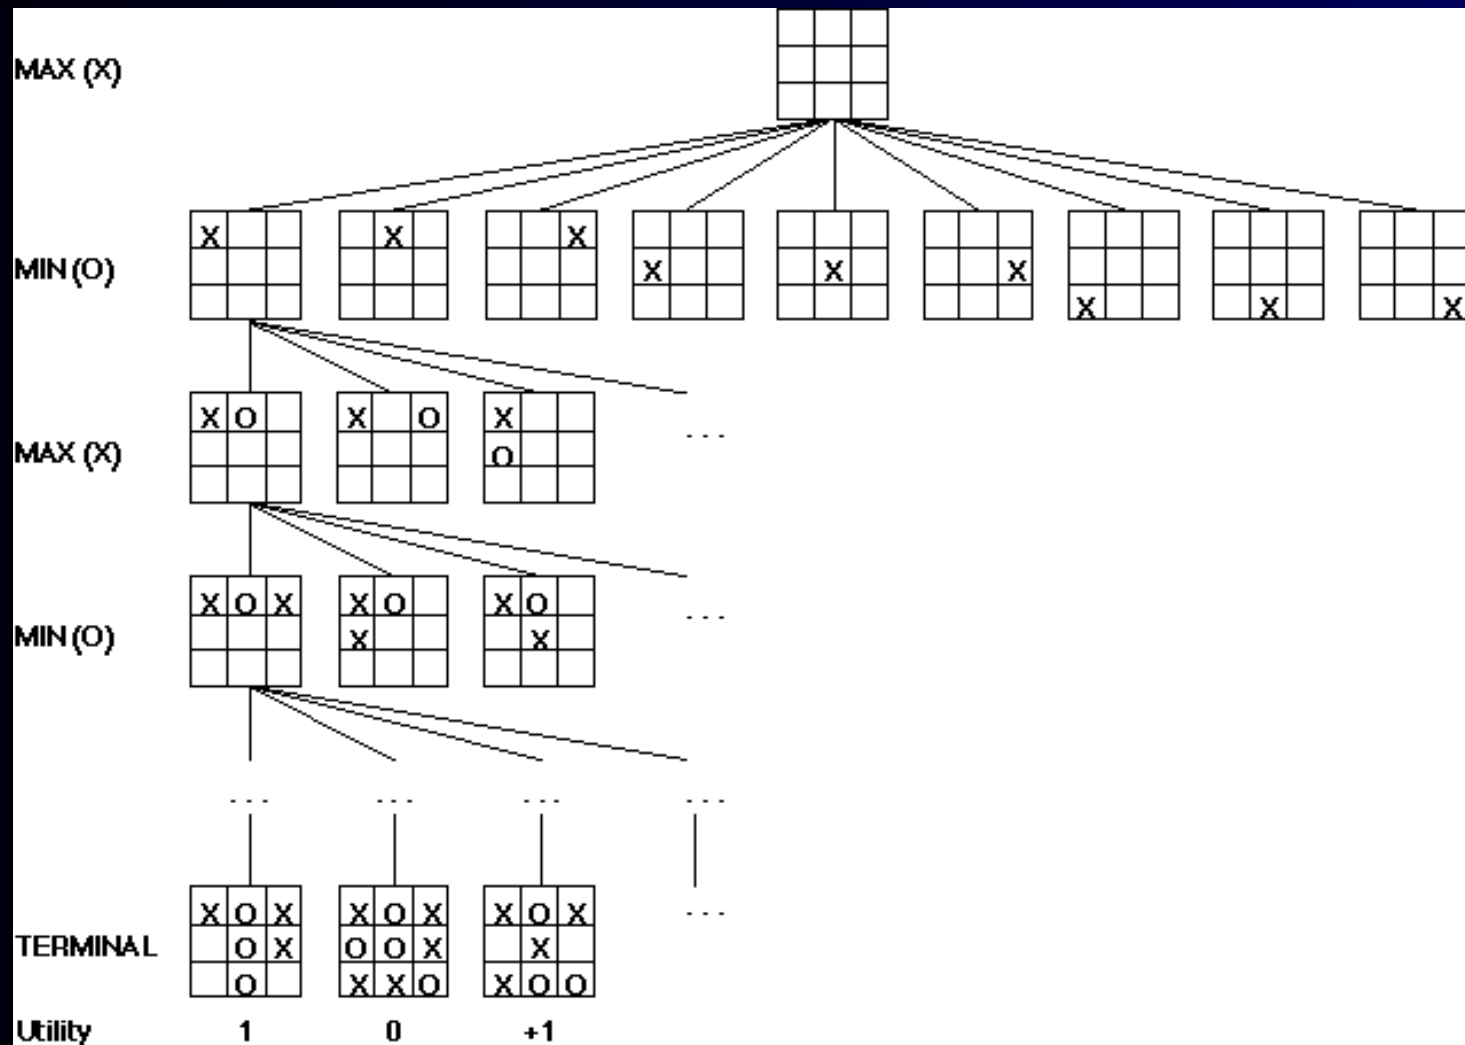 MAX (X)
X X X X X X X X X
MIN (O)
X O X O X
MAX (X)
O
...
X O X X O X O
MIN (O)
X X
...
... ... ... ...
X O X X O X X O X
...
TERMINAL
O X O O X X
O X X O X O O
Utility 1 0 +1